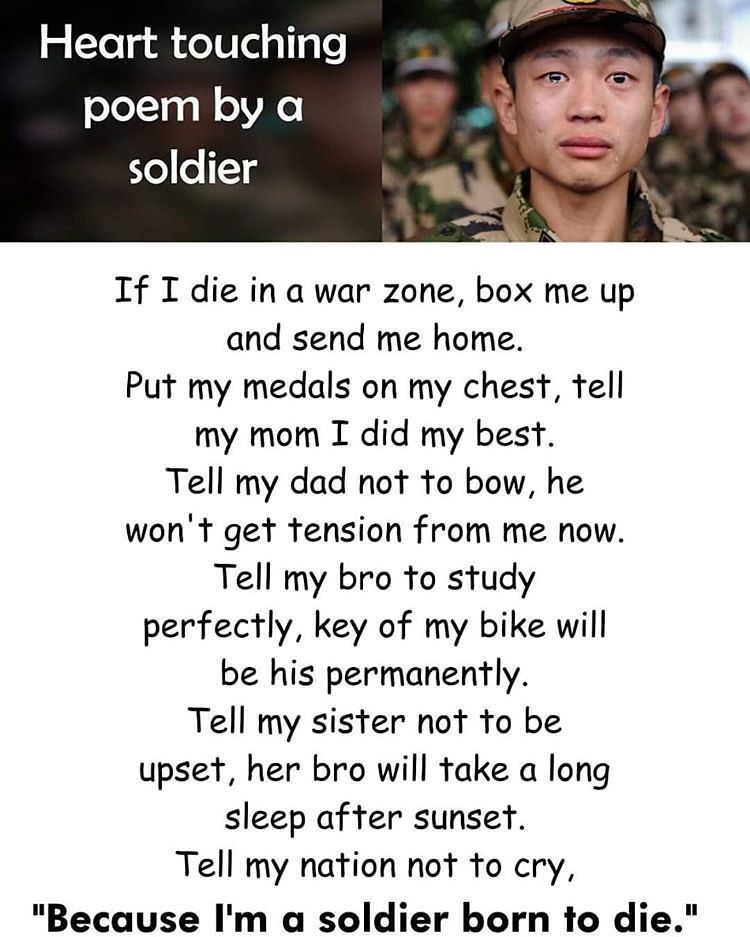 Heart touching
poem by a
soldier
If I die in a war zone, box me up
and send me home.
Put my medals on my chest, tell
my mom I did my best.
Tell my dad not to bow, he
won't get tension from me now.
Tell my bro to study
perfectly, key of my bike will
be his permanently.
Tell my sister not to be
upset, her bro will take a long
sleep after sunset.
Tell my nation not to cry,
"Because I'm a soldier born to die."